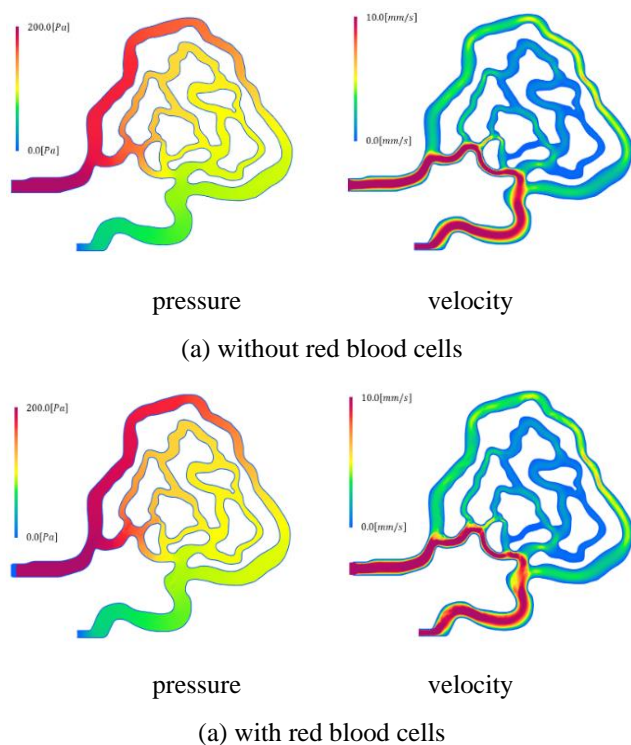 200.0[Pa]
0.0[Pa]
10.0[mm/s]
0.0[mm/s]
pressure
velocity
(a) without red blood cells
200.0[Pa]
0.0[Pa]
10.0[mm/s]
0.0[mm/s]
pressure
velocity
(a) with red blood cells